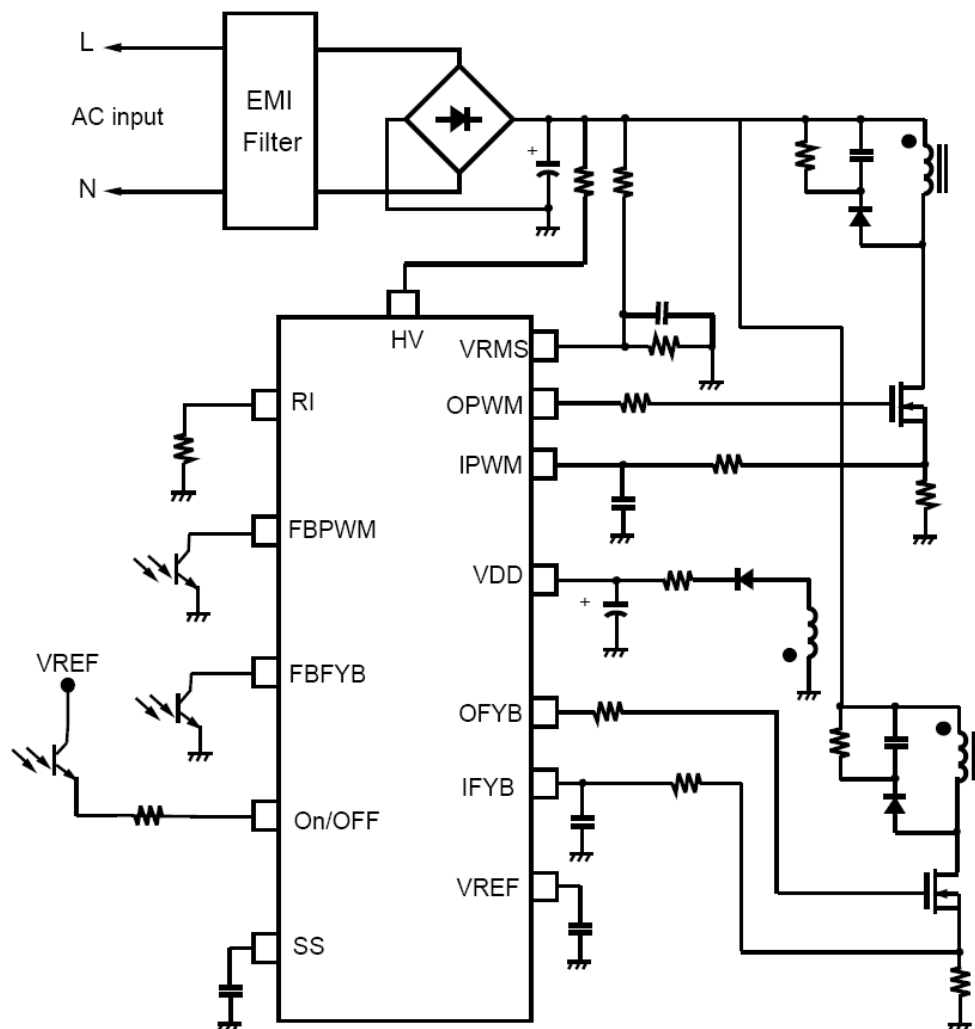 L
AC input
N
EMI
Filter
+
HV
VRMS
RI
OPWM
IPWM
FBPWM
VDD
+
VREF
FBFYB
OFYB
IFYB
On/OFF
VREF
SS